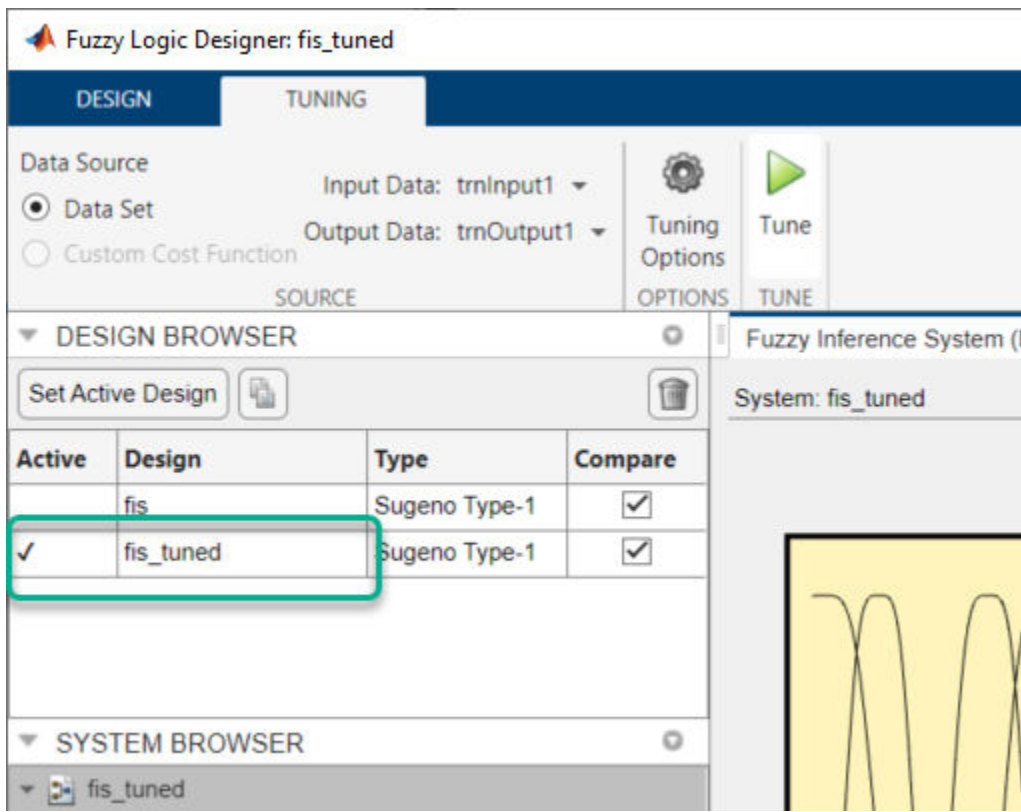 Fuzzy Logic Designer: fis_tuned
DESIGN TUNING
Data Source
Data Set
Custom Cost Function
Input Data: trnInput1
Output Data: trnOutput1
SOURCE
Tuning
Options
OPTIONS
Tune
TUNE
DESIGN BROWSER
Set Active Design
Active Design Type Compare
fis Sugeno Type-1
fis_tuned Sugeno Type-1
SYSTEM BROWSER
fis_tuned
Fuzzy Inference System (
System: fis_tuned